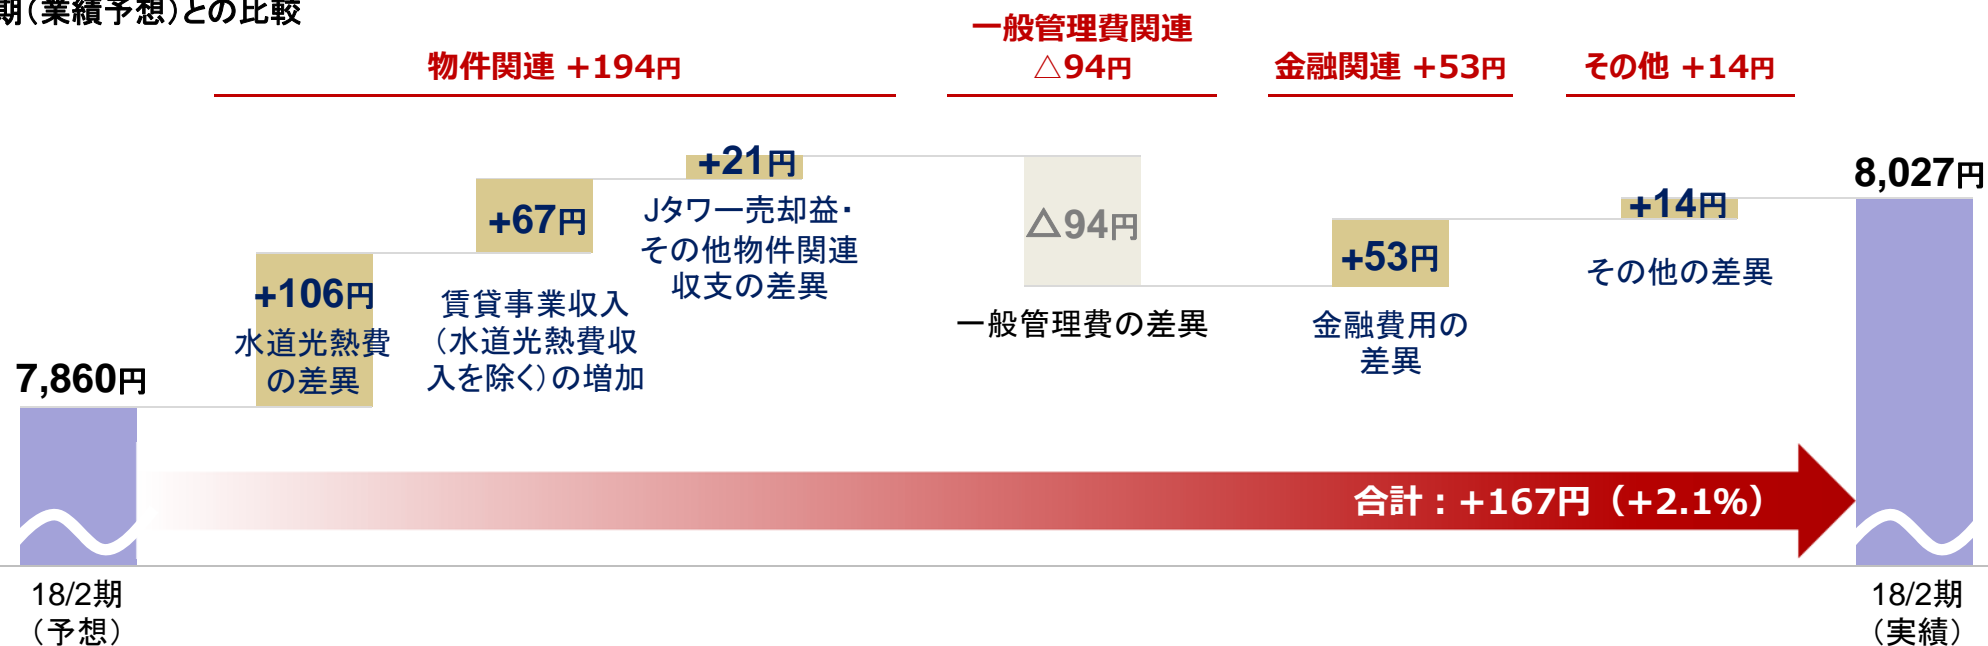 期（業績予想）との比較
物件関連 +194円
一般管理費関連
△94円
金融関連 +53円
その他 +14円
7,860円
+106円
水道光熱費
の差異
+67円
賃貸事業収入
（水道光熱費収
入を除く）の増加
+21円
Jタワー売却益・
その他物件関連
収支の差異
△94円
一般管理費の差異
+53円
金融費用の
差異
+14円
その他の差異
8,027円
合計：+167円（+2.1%）
18/2期
（予想）
18/2期
（実績）